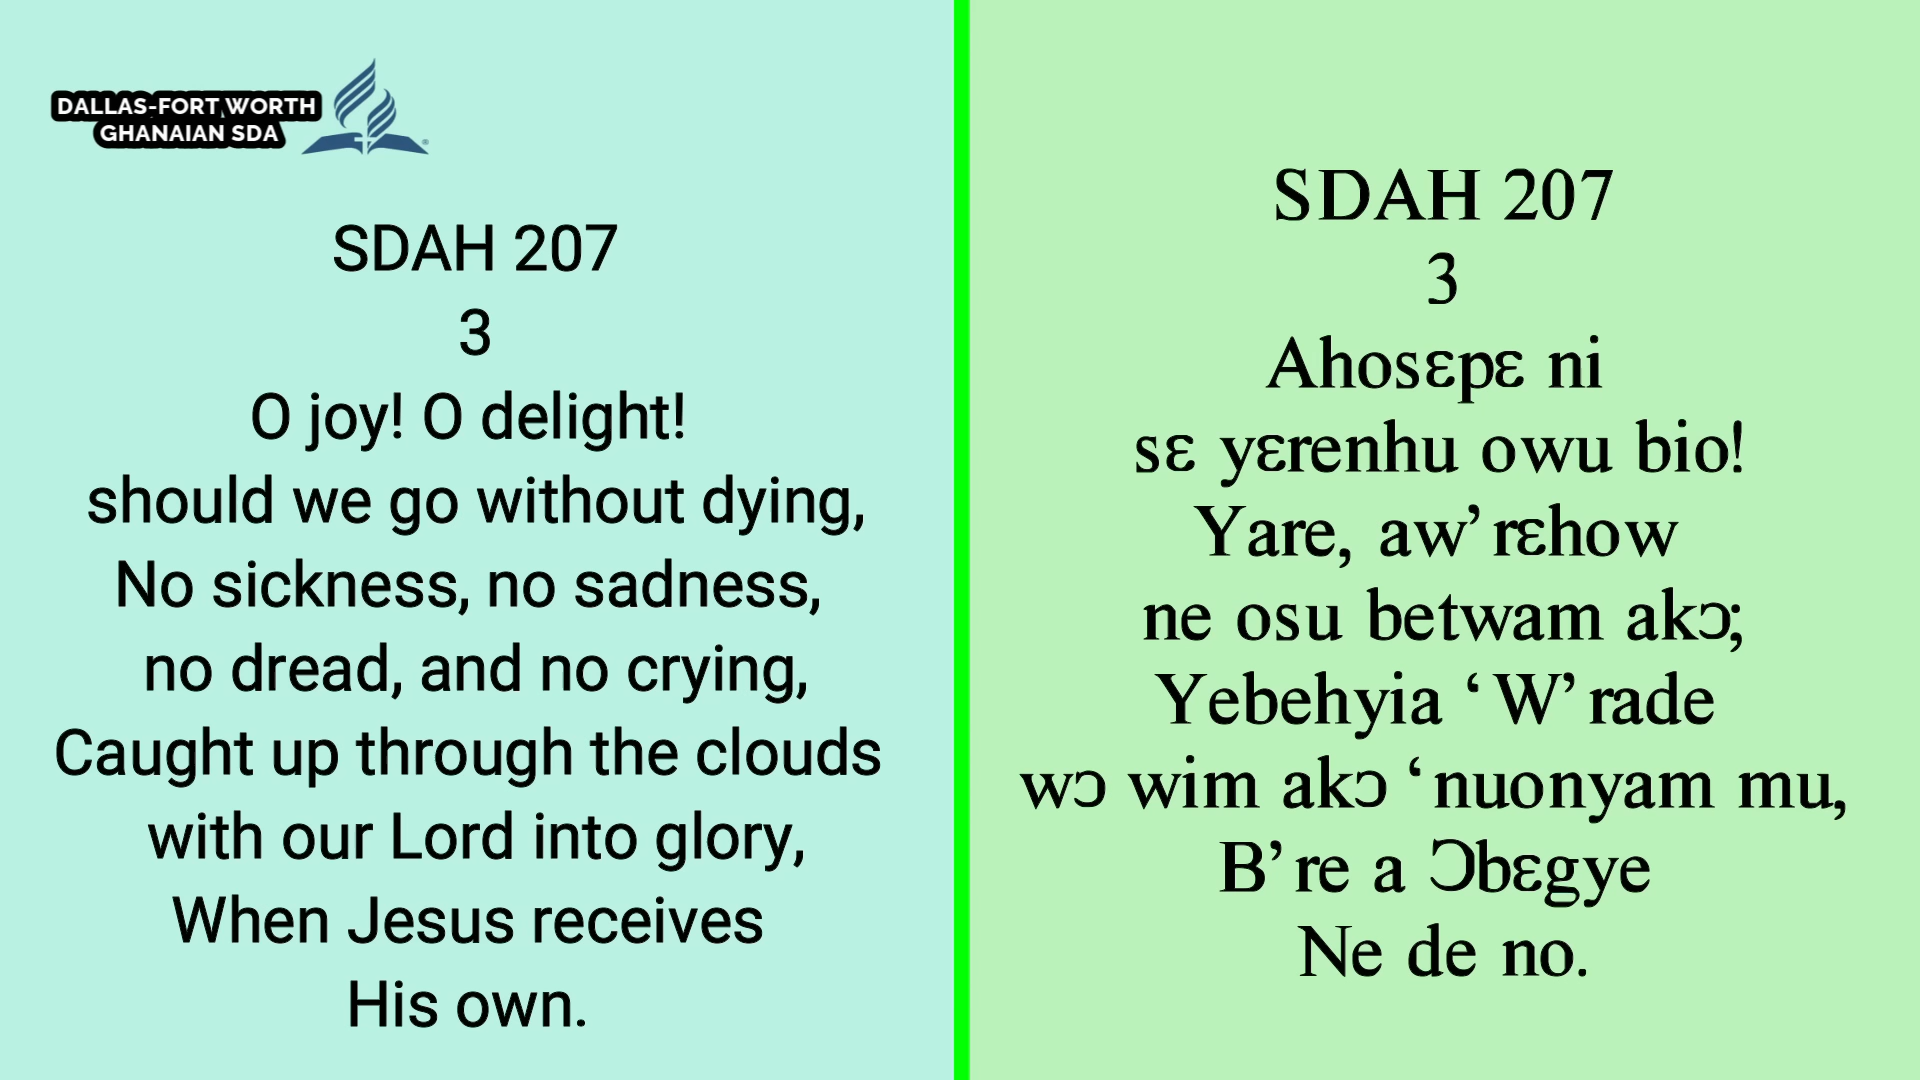 DALLAS-FORT WORTH
GHANAIAN SDA
SDAH 207
3
O joy! O delight!
should we go without dying,
No sickness, no sadness,
no dread, and no crying,
Caught up through the clouds
with our Lord into glory,
When Jesus receives
His own.
SDAH 207
3
Ahosɛpɛ ni
sɛ yɛrenhu owu bio!
Yare, aw’rɛhow
ne osu betwam akɔ;
Yebehyia ‘W’rade
wɔ wim akɔ ‘nuonyam mu,
B’re a Ɔbɛgye
Ne de no.